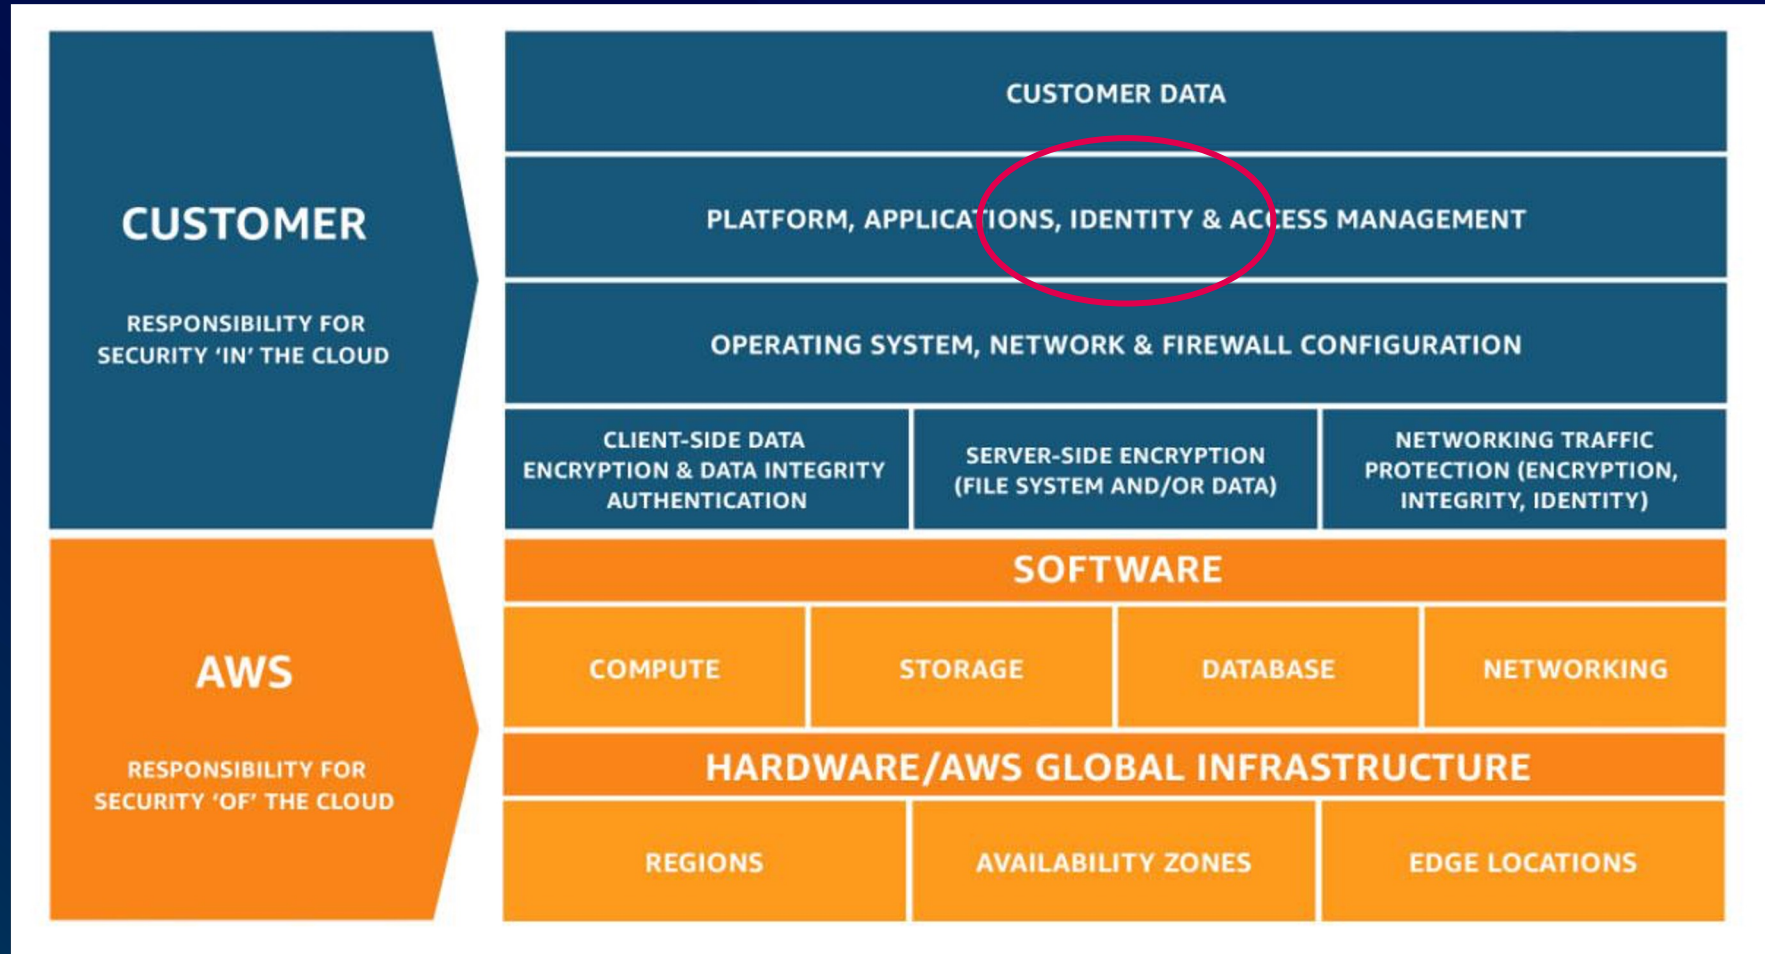 CUSTOMER
RESPONSIBILITY FOR
SECURITY ‘IN’ THE CLOUD
CUSTOMER DATA
PLATFORM, APPLICATIONS, IDENTITY & ACCESS MANAGEMENT
OPERATING SYSTEM, NETWORK & FIREWALL CONFIGURATION
CLIENT-SIDE DATA
ENCRYPTION & DATA INTEGRITY
AUTHENTICATION
SERVER-SIDE ENCRYPTION
(FILE SYSTEM AND/OR DATA)
NETWORKING TRAFFIC
PROTECTION (ENCRYPTION,
INTEGRITY, IDENTITY)
AWS
RESPONSIBILITY FOR
SECURITY ‘OF’ THE CLOUD
SOFTWARE
COMPUTE
STORAGE
DATABASE
NETWORKING
HARDWARE/AWS GLOBAL INFRASTRUCTURE
REGIONS
AVAILABILITY ZONES
EDGE LOCATIONS